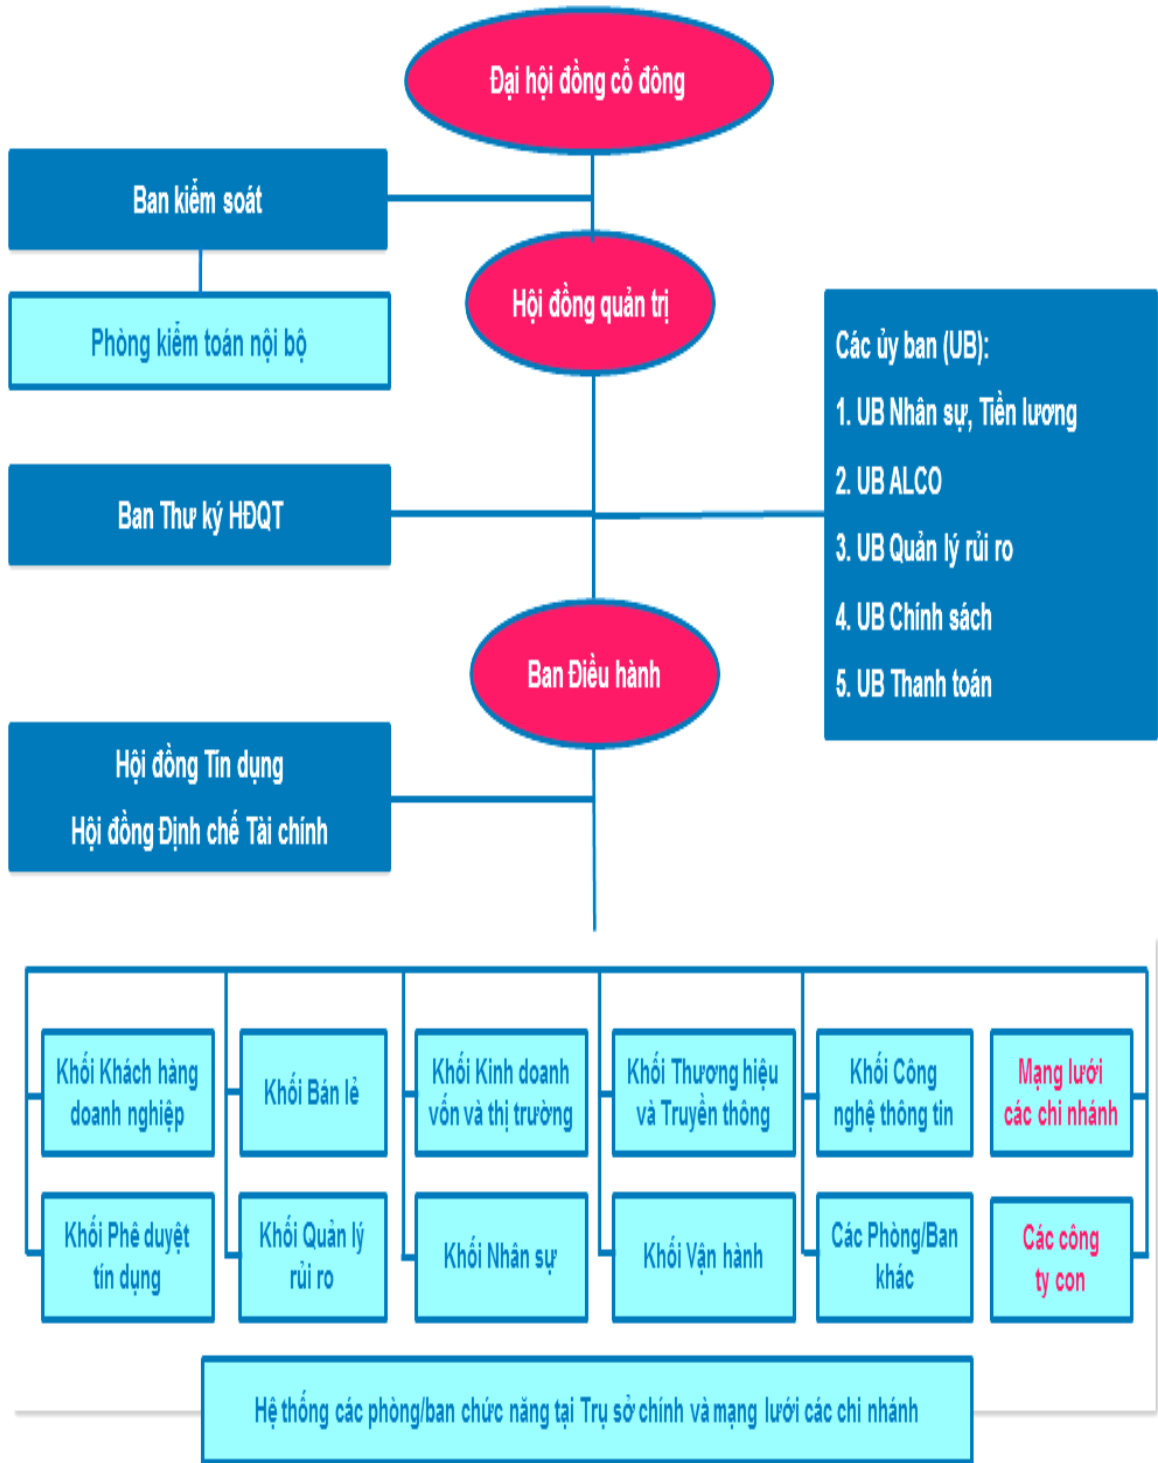 Đại hội đồng cổ đông
Ban kiểm soát
Hội đồng quản trị
Phòng kiểm toán nội bộ
Các ủy ban (UB):
1. UB Nhân sự, Tiền lương
2. UB ALCO
3. UB Quản lý rủi ro
4. UB Chính sách
5. UB Thanh toán
Ban Thư ký HĐQT
Ban Điều hành
Hội đồng Tín dụng
Hội đồng Định chế Tài chính
Khối Khách hàng
doanh nghiệp
Khối Bán lẻ
Khối Kinh doanh
vốn và thị trường
Khối Thương hiệu
và Truyền thông
Khối Công
nghệ thông tin
Mạng lưới
các chi nhánh
Khối Phê duyệt
tín dụng
Khối Quản lý
rủi ro
Khối Nhân sự
Khối Vận hành
Các Phòng/Ban
khác
Các công
ty con
Hệ thống các phòng/ban chức năng tại Trụ sở chính và mạng lưới các chi nhánh